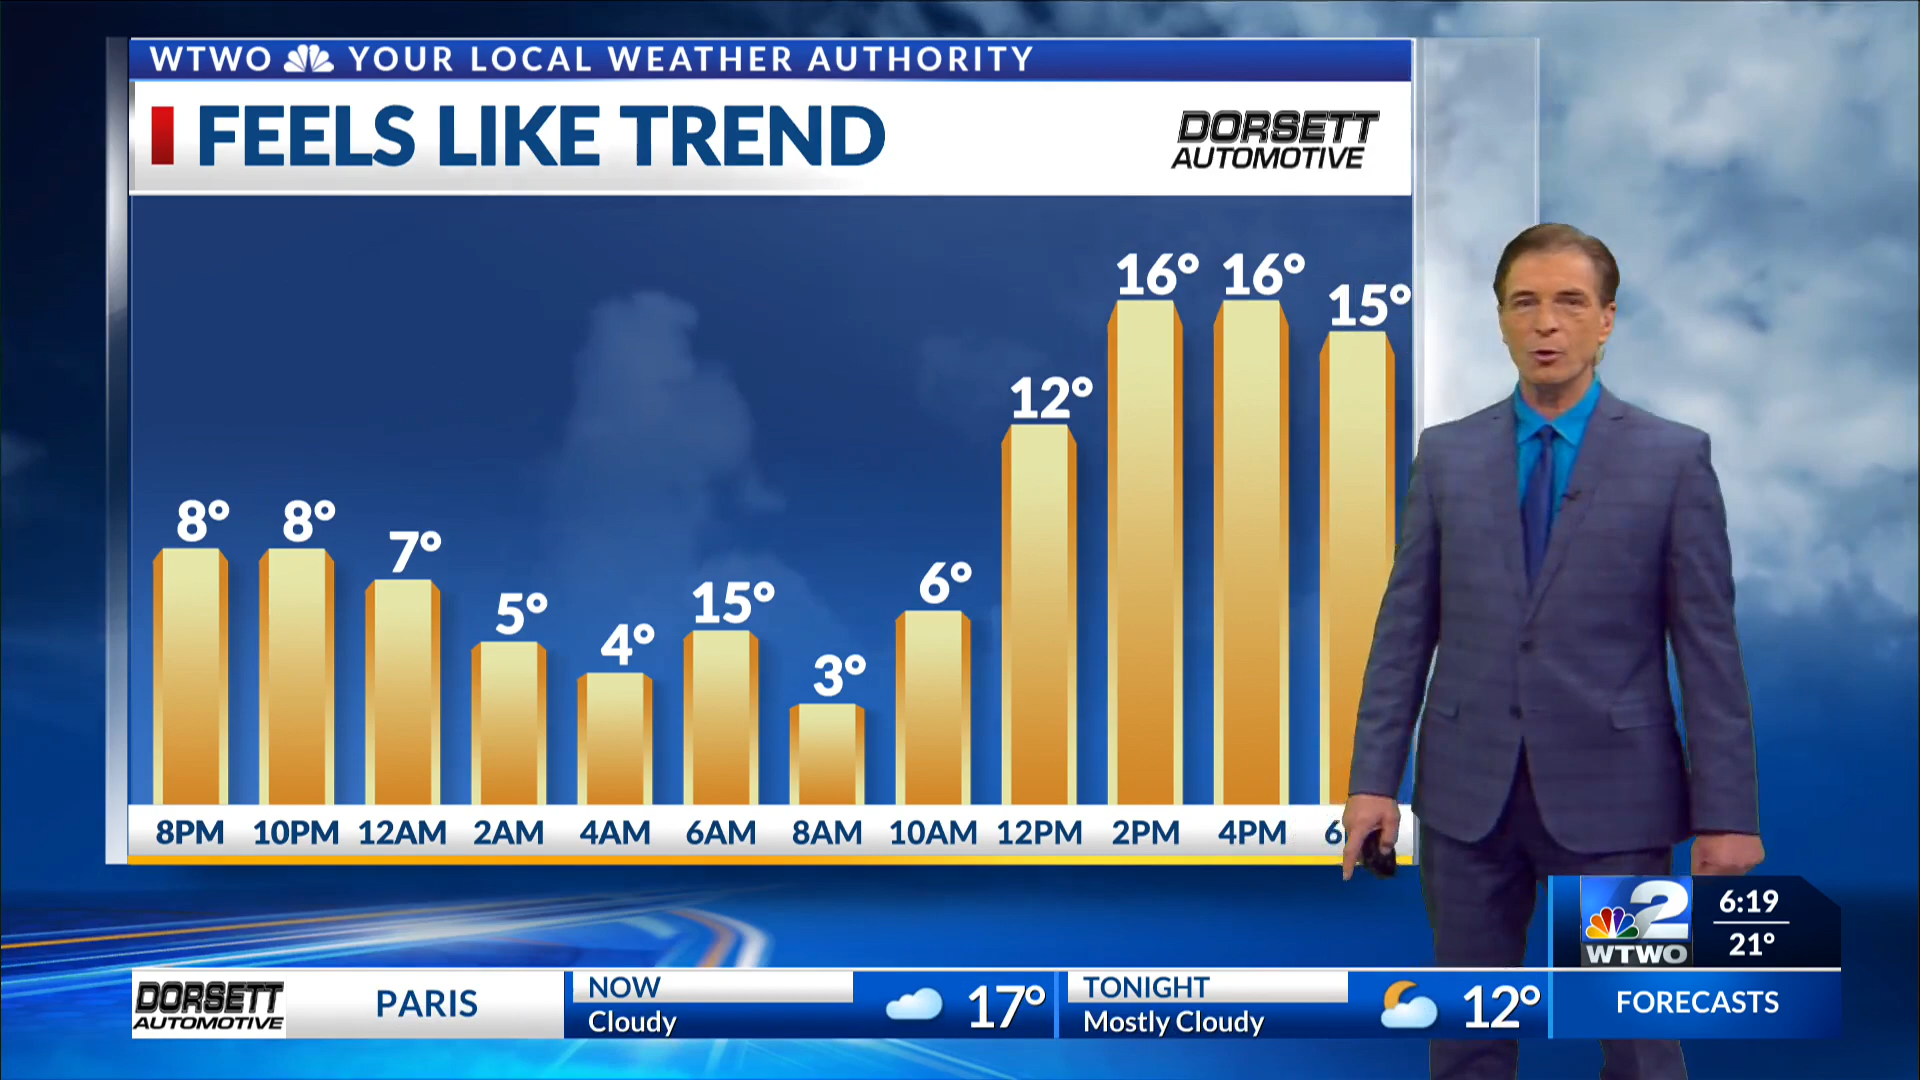 WTWO YOUR LOCAL WEATHER AUTHORITY
FEELS LIKE TREND
DORSETT
AUTOMOTIVE
8° 8° 7° 5° 4° 15° 3° 6° 12° 16° 16° 15°
8PM 10PM 12AM 2AM 4AM 6AM 8AM 10AM 12PM 2PM 4PM 6
2
WTWO
6:19
21°
DORSETT
AUTOMOTIVE
PARIS
NOW
Cloudy
17°
TONIGHT
Mostly Cloudy
12°
FORECASTS